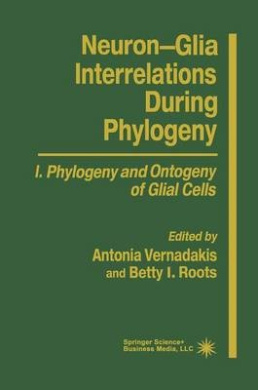 Neuron–Glia
Interrelations
During
Phylogeny
I. Phylogeny and Ontogeny
of Glial Cells
Edited by
Antonia Vernadakis
and Betty I. Roots
Springer Science+
Business Media, LLC